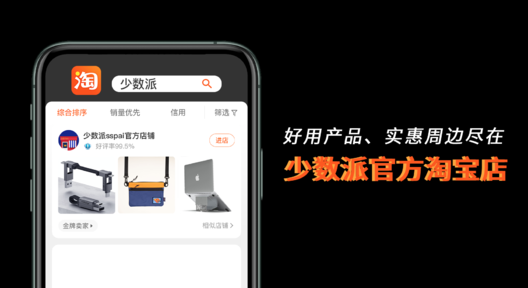 淘
少数派
综合排序 销量优先 信用 筛选
少数派sspai官方店铺
好评率99.5%
进店
金牌卖家
相似店铺
好用产品、实惠周边尽在
少数派官方淘宝店